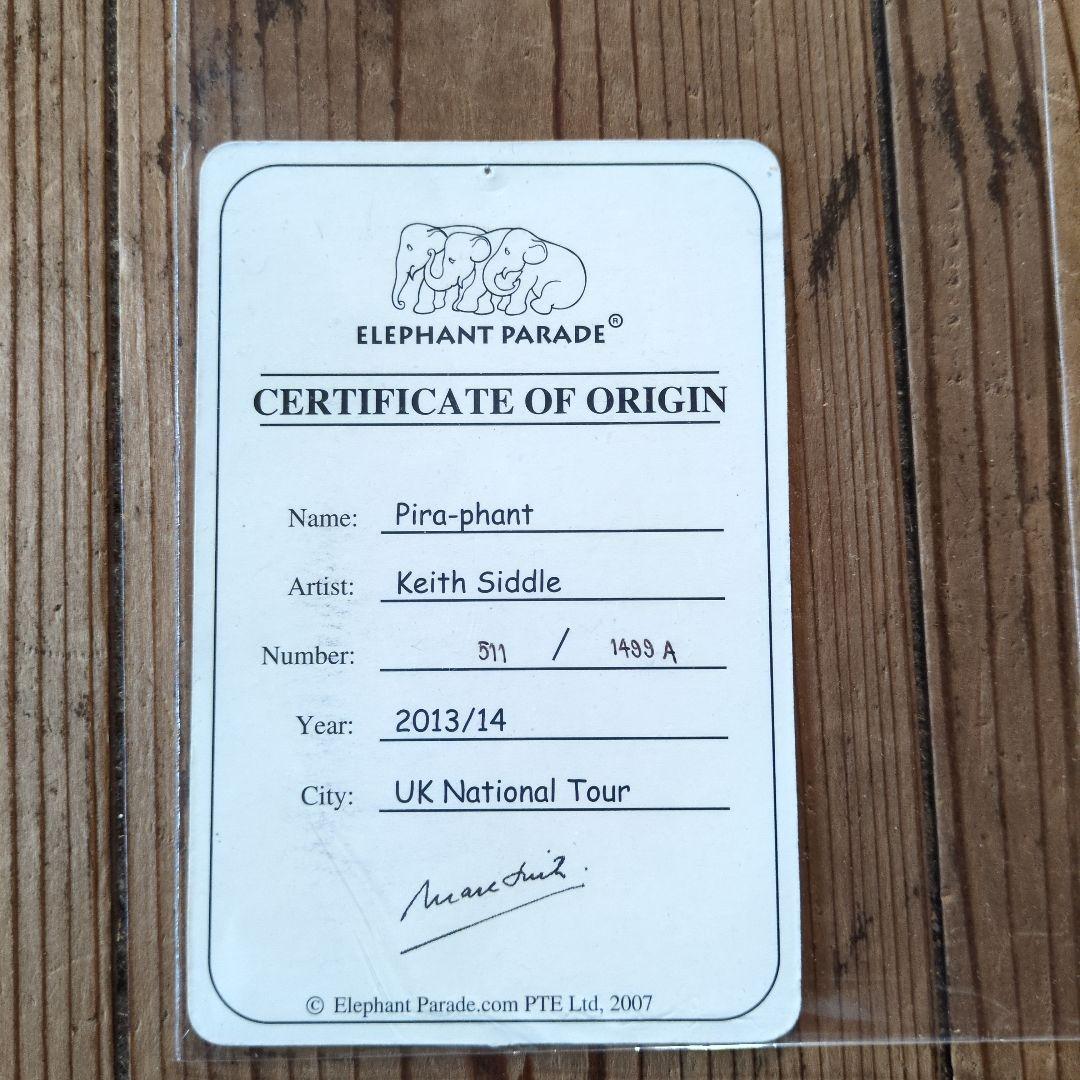 ELEPHANT PARADE®
CERTIFICATE OF ORIGIN
Name: Pira-phant
Artist: Keith Siddle
Number: 511 / 1499 A
Year: 2013/14
City: UK National Tour
© Elephant Parade.com PTE Ltd, 2007